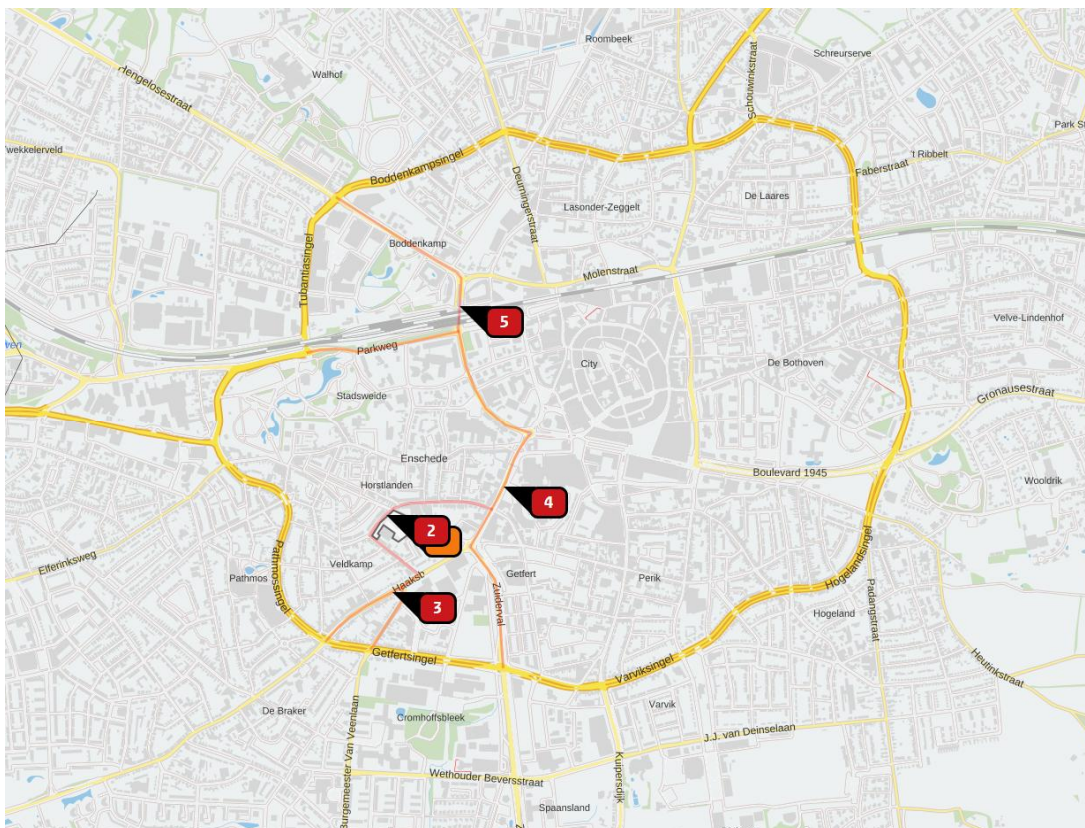 Roombeek
Schreurserve
Walhof
Hengelosestraat
Schouwinkstraat
Park St
Twekkelerveld
't Ribbelt
Boddenkampsingel
Faberstraat
Deurningerstraat
De Laares
Lasonder-Zeggelt
Boddenkamp
Tubantiasingel
Molenstraat
5
Velve-Lindenhof
Parkweg
City
De Bothoven
Stadsweide
Gronausestraat
Enschede
Boulevard 1945
Horstlanden
Wooldrik
4
2
Elferinksweg
Pathmossingel
Veldkamp
Pathmos
Haaksb
Getfert
Perik
Hogelandsingel
Zuiderval
3
Hogeland
Padangstraat
Getfertsingel
Varviksingel
Heutinkstraat
De Braker
Varvik
Cromhoffsbleek
Burgemeester Van Veenlaan
J.J. van Deinselaan
Kuipersdijk
Wethouder Beversstraat
Spaansland
Z